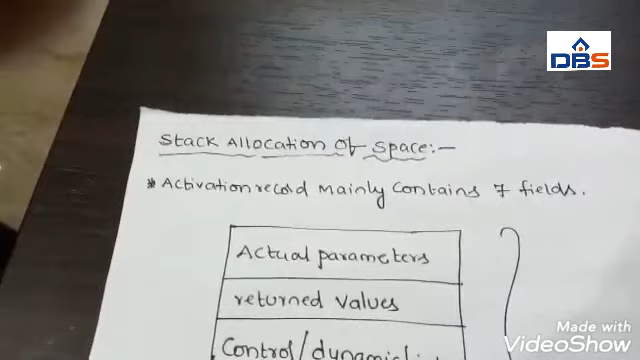 DBS
Stack Allocation Of Space:-
* Activation record mainly contains 7 fields.
Actual parameters
returned values
Control/dynamic
Made with
VideoShow